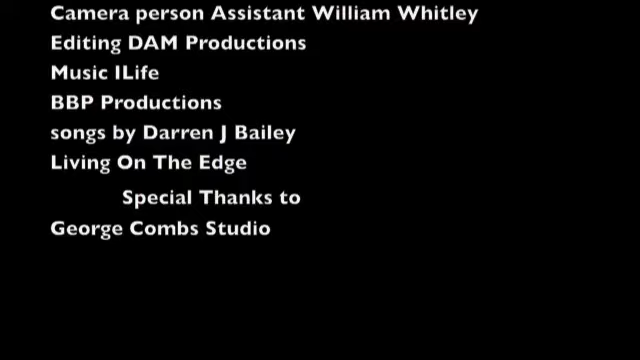 Camera person Assistant William Whitley
Editing DAM Productions
Music ILife
BBP Productions
songs by Darren J Bailey
Living On The Edge
Special Thanks to
George Combs Studio